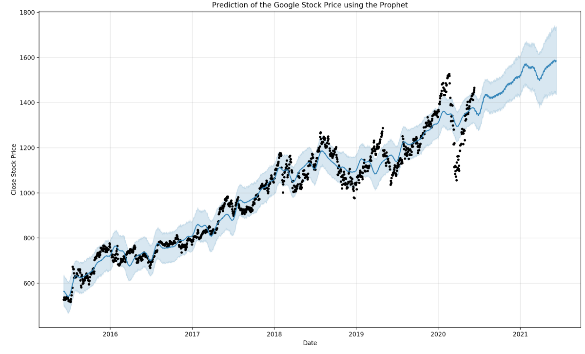 Prediction of the Google Stock Price using the Prophet
1800
1600
1400
1200
1000
800
600
Close Stock Price
2016 2017 2018 2019 2020 2021
Date